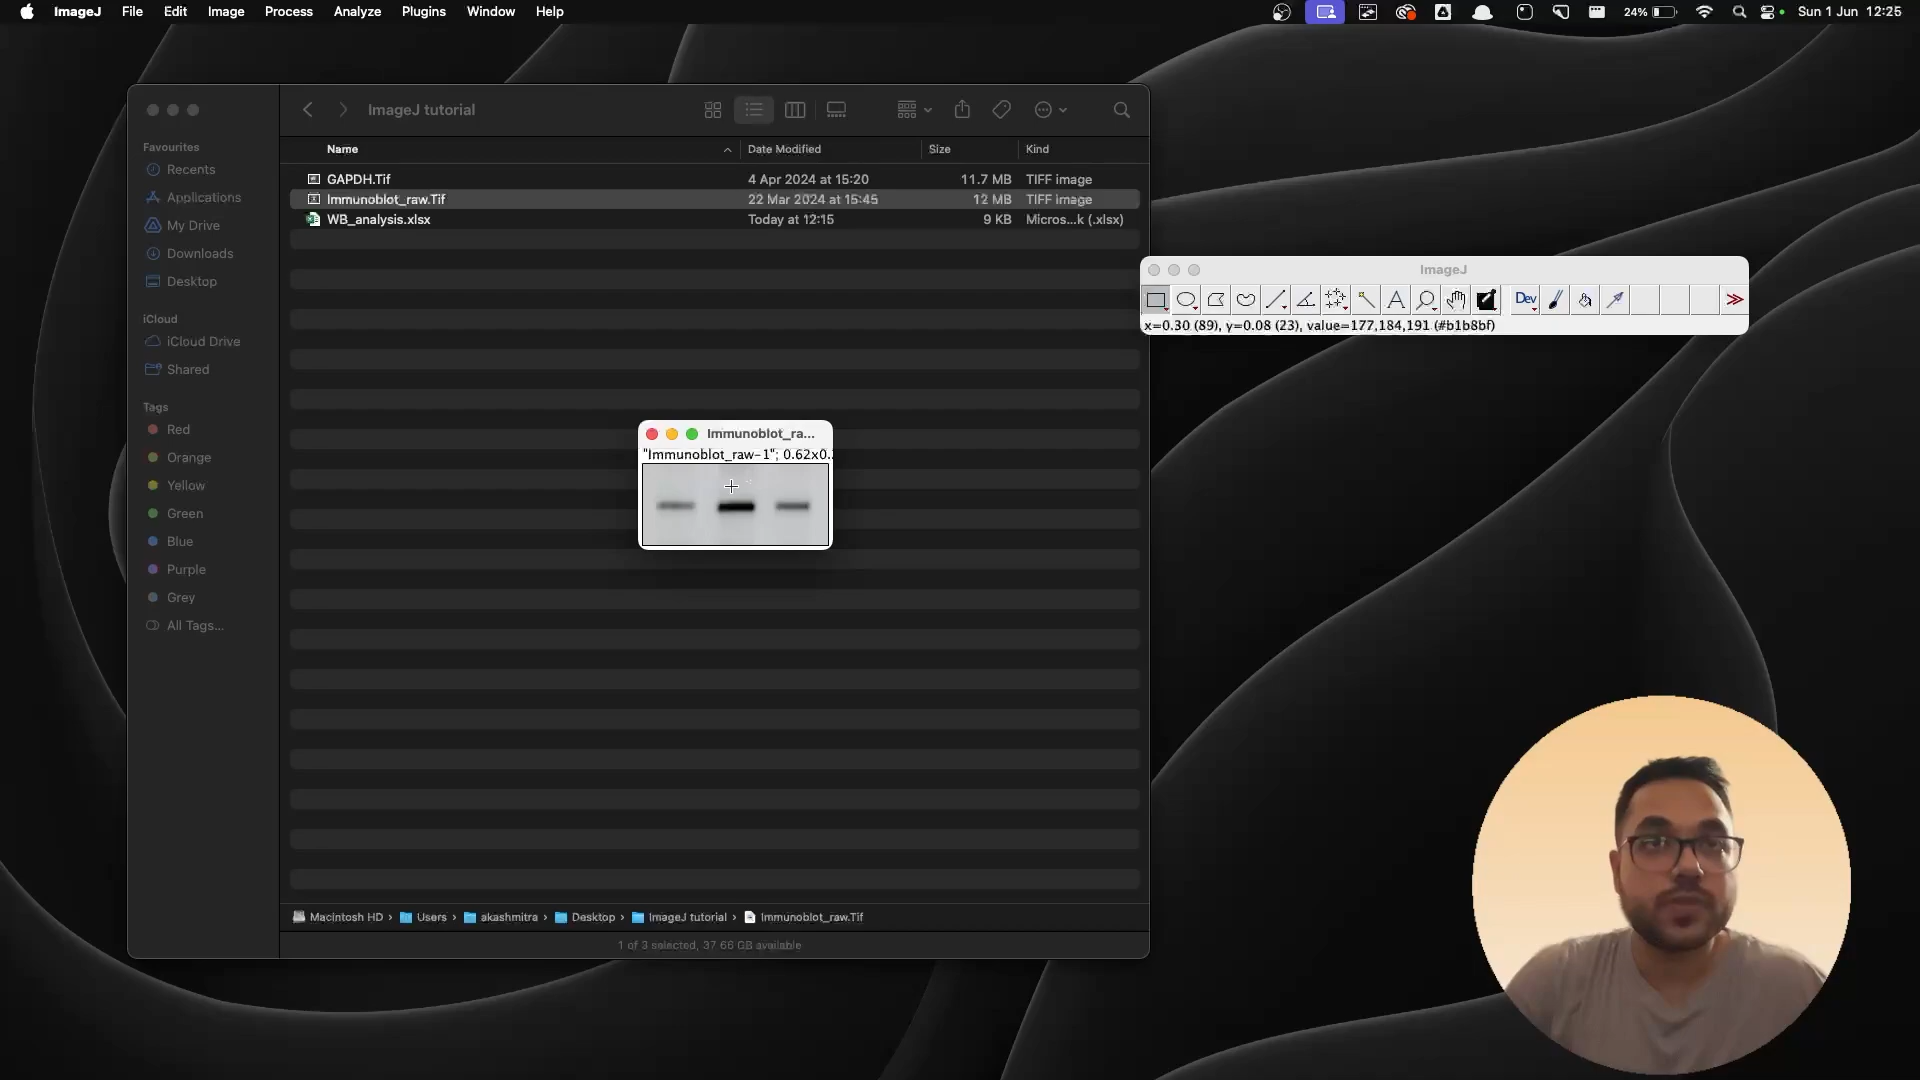 ImageJ File Edit Image Process Analyze Plugins Window Help 24% Sun 1 Jun 12:25
ImageJ tutorial
Favourites
Recents
Applications
My Drive
Downloads
Desktop
iCloud
iCloud Drive
Shared
Tags
Red
Orange
Yellow
Green
Blue
Purple
Grey
All Tags...
Name Date Modified Size Kind
GAPDH.Tif 4 Apr 2024 at 15:20 11.7 MB TIFF image
Immunoblot_raw.Tif 22 Mar 2024 at 15:45 12 MB TIFF image
WB_analysis.xlsx Today at 12:15 9 KB Micros...k (.xlsx)
ImageJ
A Dev
x=0.30 (89), y=0.08 (23), value=177,184,191 (#b1b8bf)
Immunoblot_ra...
"Immunoblot_raw-1"; 0.62x0.
Macintosh HD › Users › akashmitra › Desktop › ImageJ tutorial › Immunoblot_raw.Tif
1 of 3 selected, 37.66 GB available